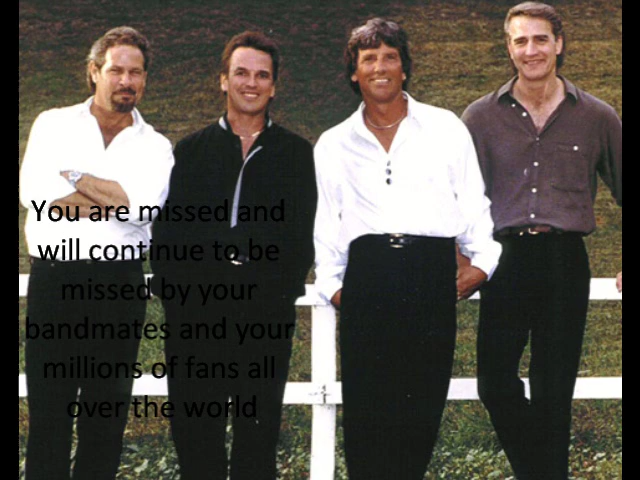 You are missed and
will continue to be
missed by your
bandmates and your
millions of fans all
over the world